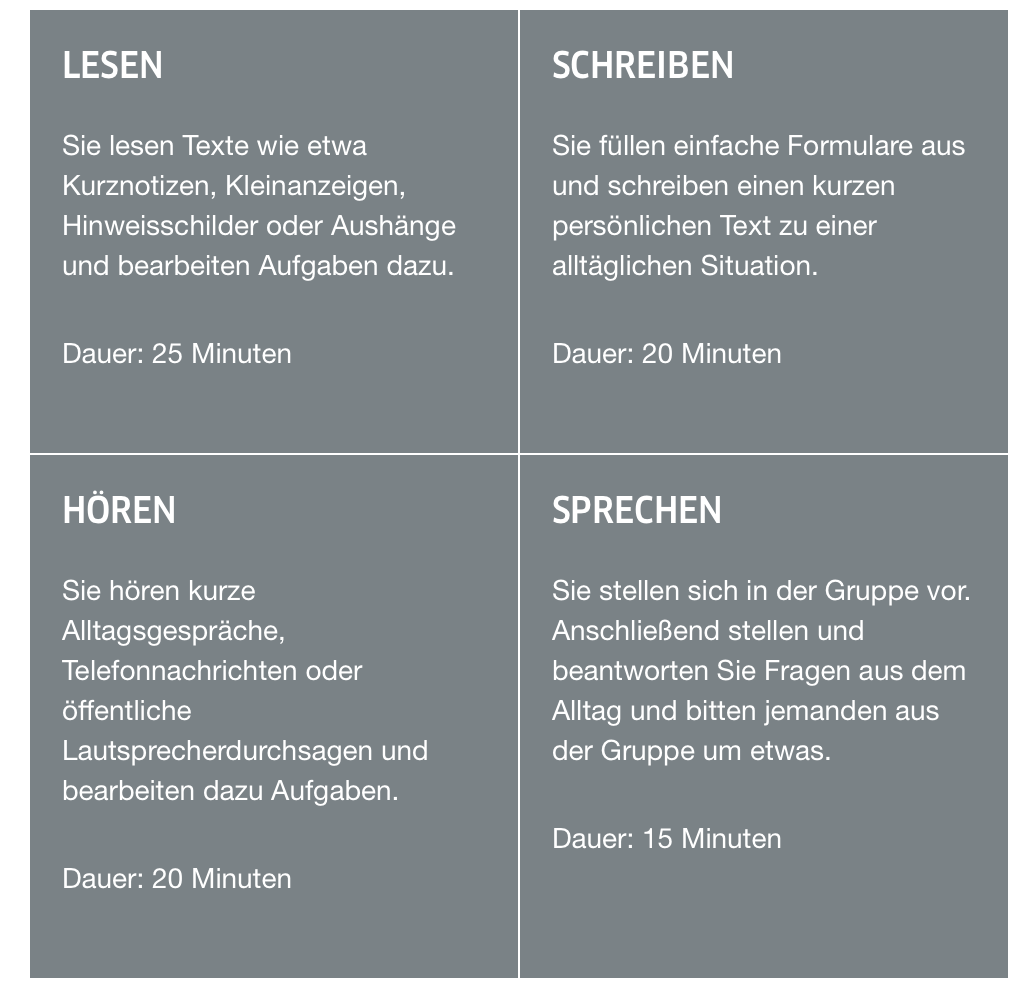 LESEN
Sie lesen Texte wie etwa
Kurznotizen, Kleinanzeigen,
Hinweisschilder oder Aushänge
und bearbeiten Aufgaben dazu.
Dauer: 25 Minuten
SCHREIBEN
Sie füllen einfache Formulare aus
und schreiben einen kurzen
persönlichen Text zu einer
alltäglichen Situation.
Dauer: 20 Minuten
HÖREN
Sie hören kurze
Alltagsgespräche,
Telefonnachrichten oder
öffentliche
Lautsprecherdurchsagen und
bearbeiten dazu Aufgaben.
Dauer: 20 Minuten
SPRECHEN
Sie stellen sich in der Gruppe vor.
Anschließend stellen und
beantworten Sie Fragen aus dem
Alltag und bitten jemanden aus
der Gruppe um etwas.
Dauer: 15 Minuten